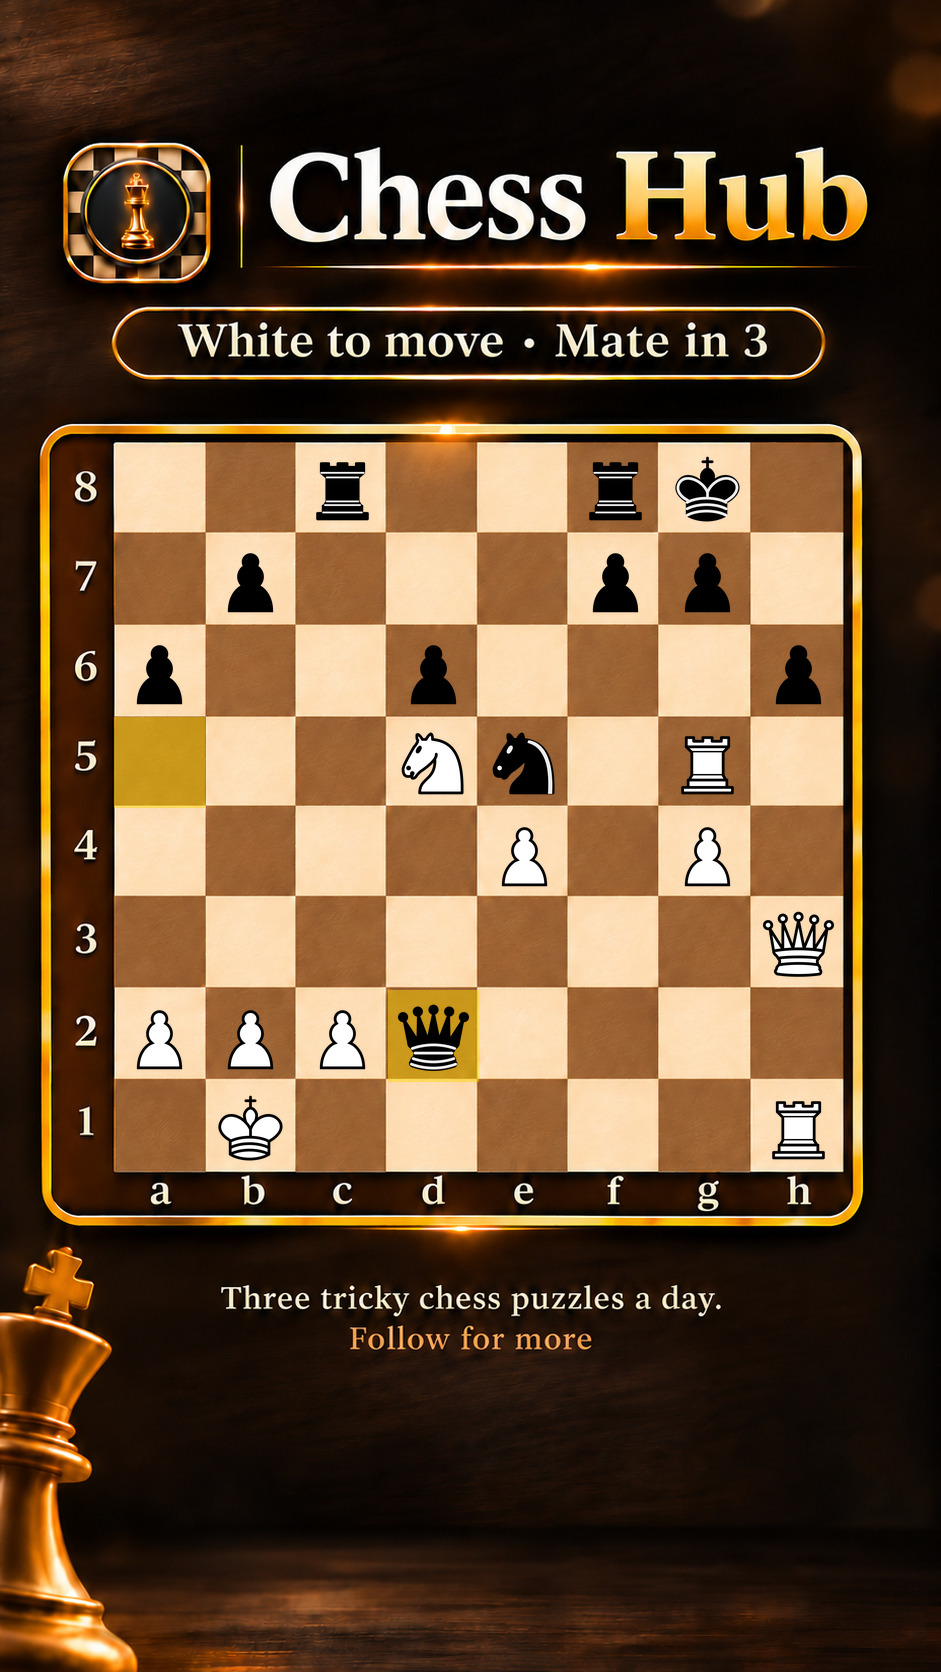 Chess Hub
White to move • Mate in 3
8
7
6
5
4
3
2
1
a b c d e f g h
Three tricky chess puzzles a day.
Follow for more